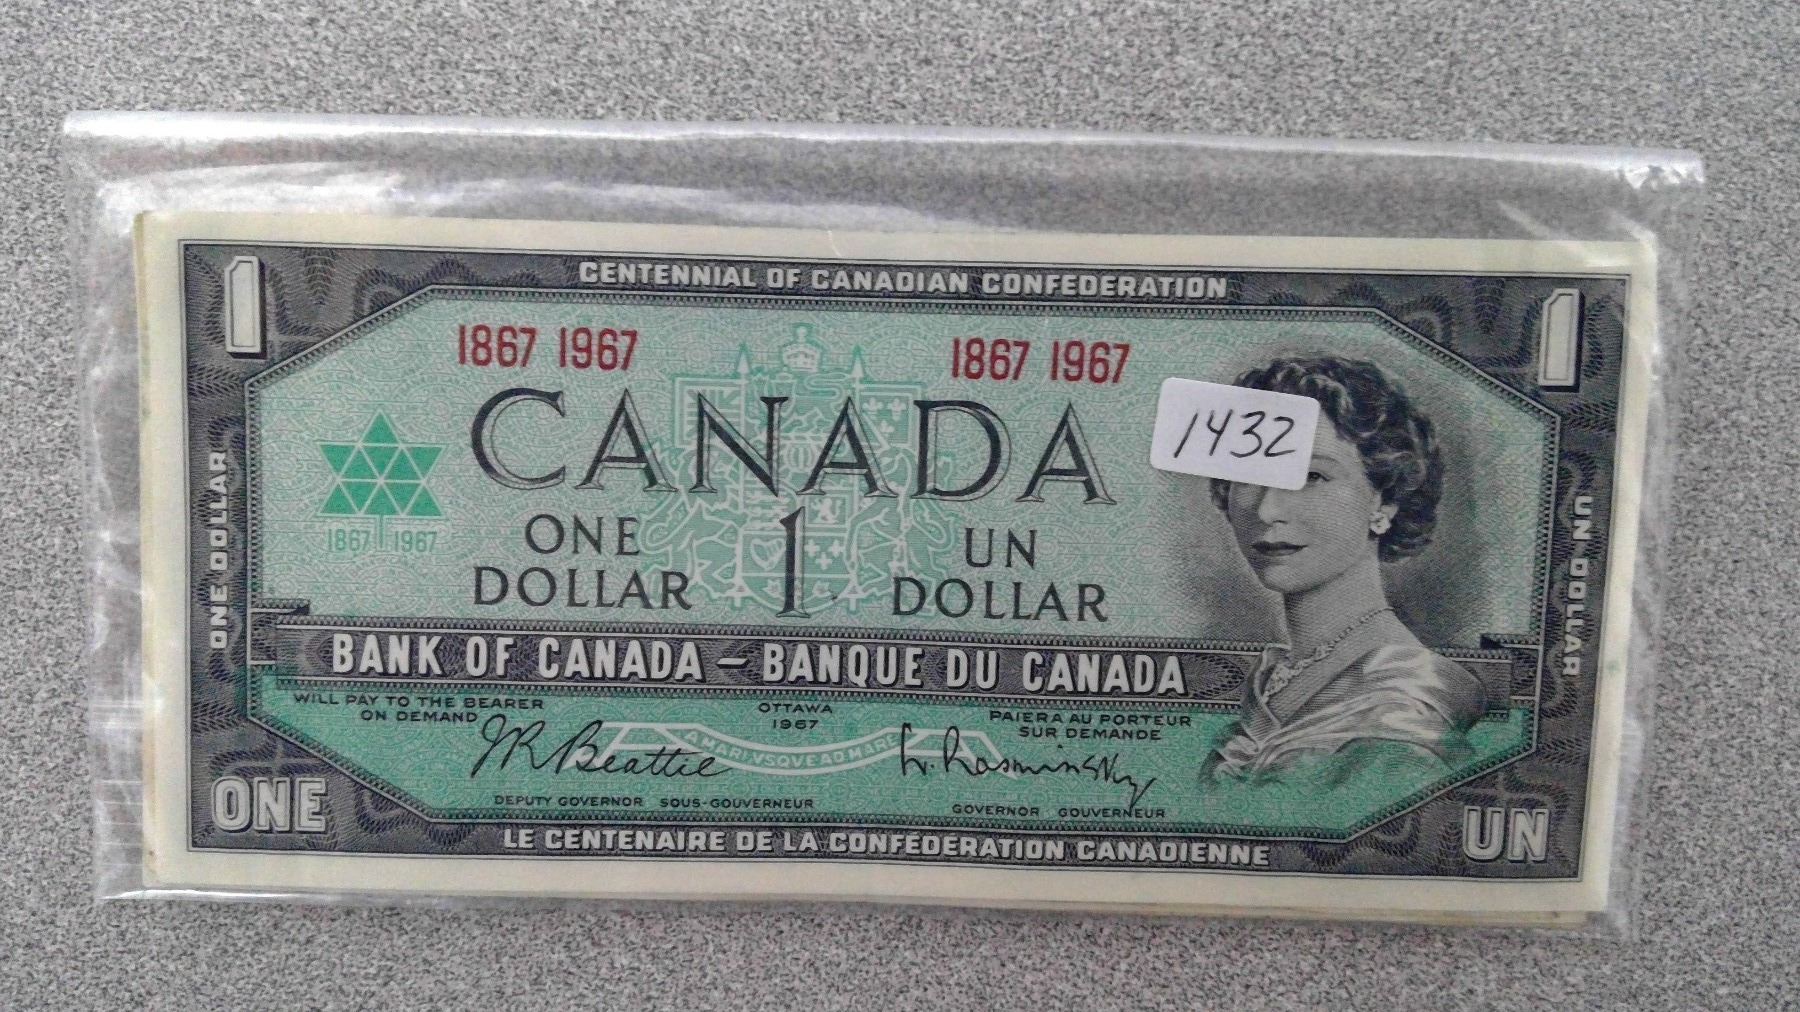 1
CENTENNIAL OF CANADIAN CONFEDERATION
1
1867 1967
1867 1967
CANADA
1432
1867 1967
ONE DOLLAR
1
UN DOLLAR
ONE
DOLLAR
UN
DOLLAR
BANK OF CANADA – BANQUE DU CANADA
WILL PAY TO THE BEARER
ON DEMAND
OTTAWA
1967
PAIERA AU PORTEUR
SUR DEMANDE
JRBeattie
A MARI VSQVE AD MARE
L. Rasminsky
DEPUTY GOVERNOR SOUS-GOUVERNEUR
GOVERNOR GOUVERNEUR
ONE
UN
LE CENTENAIRE DE LA CONFÉDÉRATION CANADIENNE